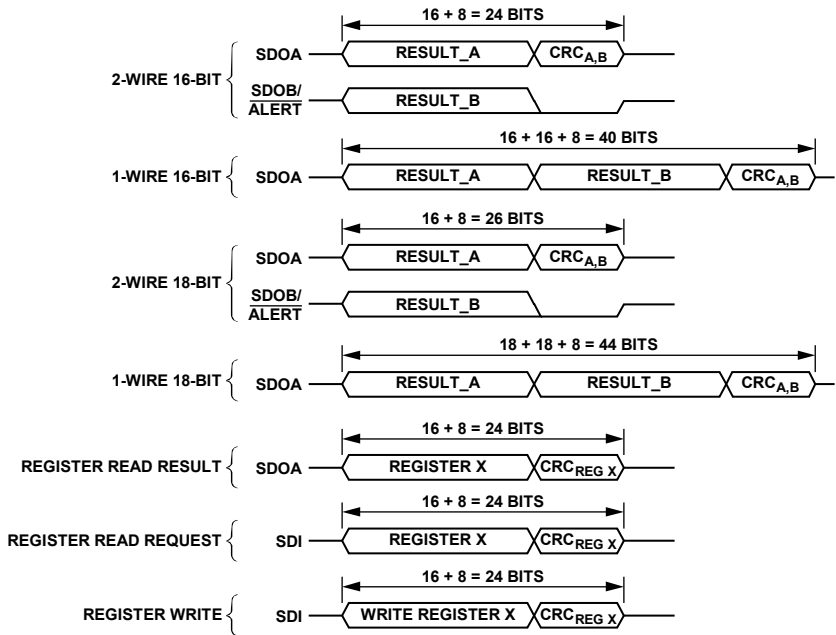 16 + 8 = 24 BITS
2-WIRE 16-BIT
SDOA
RESULT_A
CRCA,B
SDOB/
ALERT
RESULT_B
16 + 16 + 8 = 40 BITS
1-WIRE 16-BIT
SDOA
RESULT_A
RESULT_B
CRCA,B
16 + 8 = 26 BITS
2-WIRE 18-BIT
SDOA
RESULT_A
CRCA,B
SDOB/
ALERT
RESULT_B
18 + 18 + 8 = 44 BITS
1-WIRE 18-BIT
SDOA
RESULT_A
RESULT_B
CRCA,B
16 + 8 = 24 BITS
REGISTER READ RESULT
SDOA
REGISTER X
CRCREG X
16 + 8 = 24 BITS
REGISTER READ REQUEST
SDI
REGISTER X
CRCREG X
16 + 8 = 24 BITS
REGISTER WRITE
SDI
WRITE REGISTER X
CRCREG X